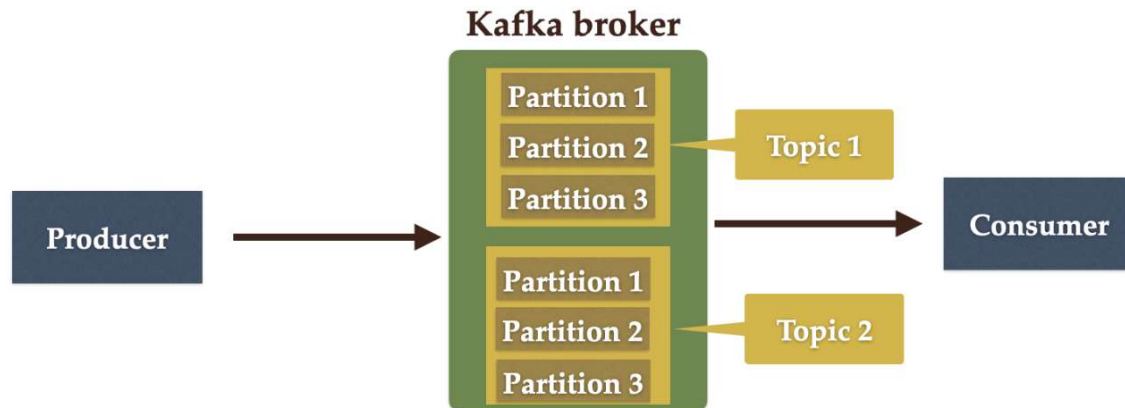 Kafka broker
Partition 1
Partition 2
Topic 1
Partition 3
Producer
Consumer
Partition 1
Partition 2
Topic 2
Partition 3